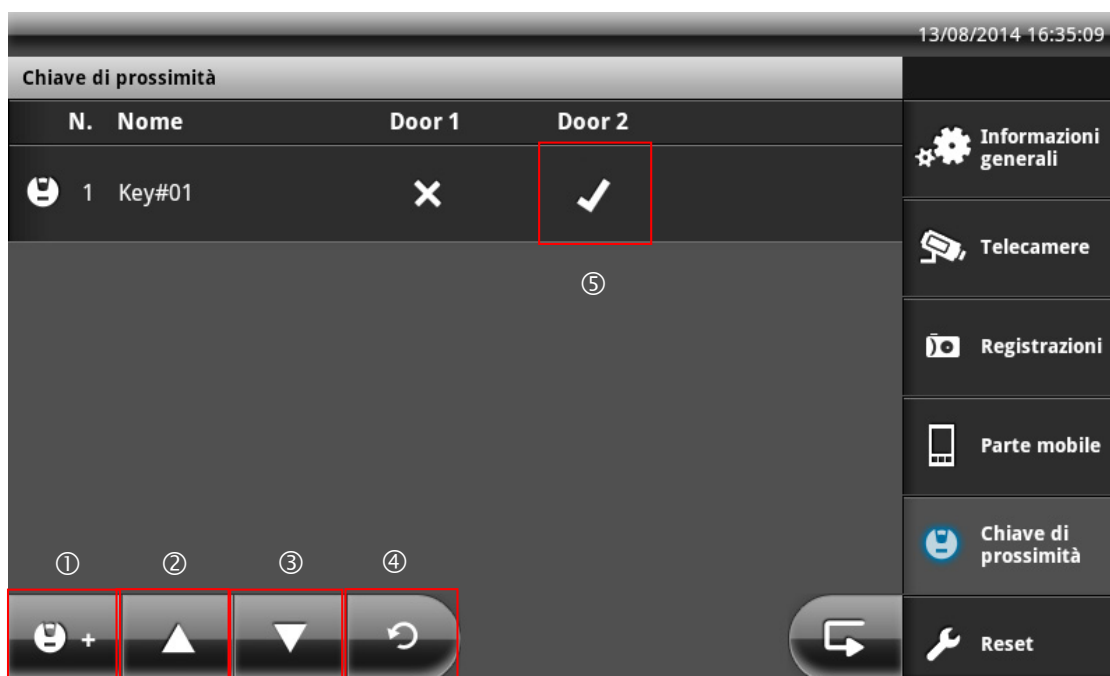 13/08/2014 16:35:09
Chiave di prossimità
N. Nome Door 1 Door 2
1 Key#01
⑤
① ② ③ ④
+
Informazioni
generali
Telecamere
Registrazioni
Parte mobile
Chiave di
prossimità
Reset